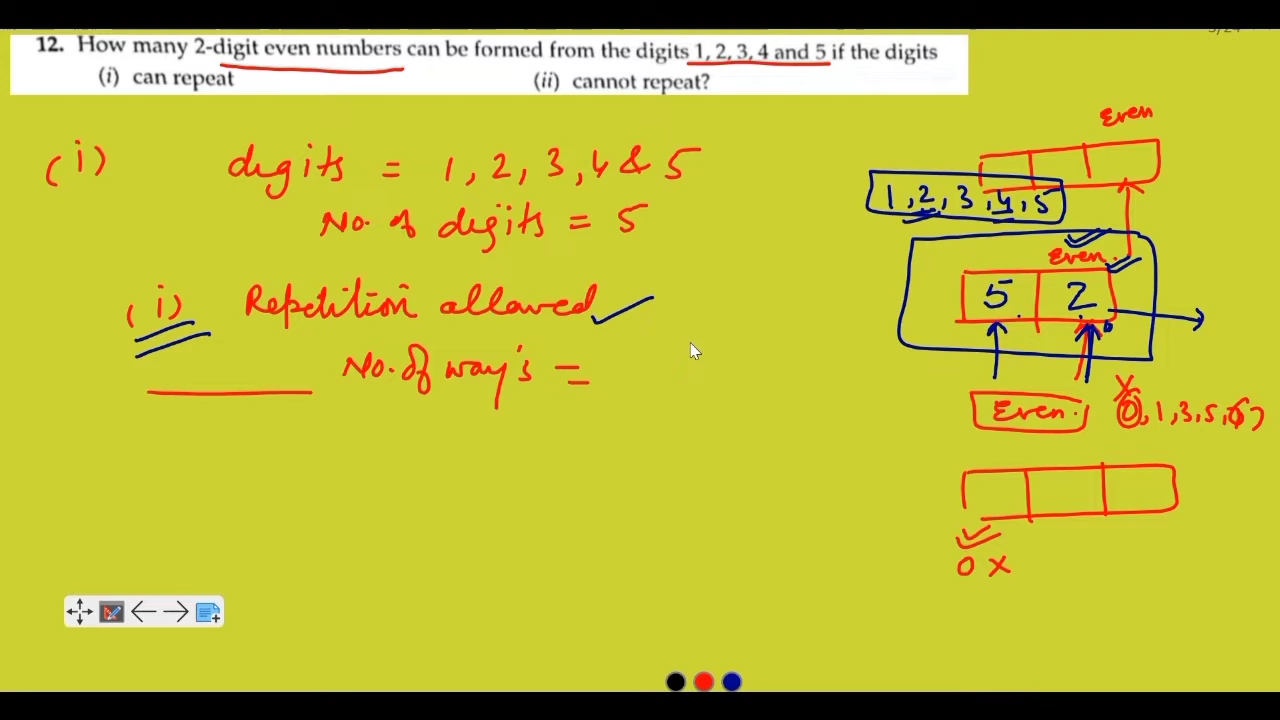 12. How many 2-digit even numbers can be formed from the digits 1, 2, 3, 4 and 5 if the digits
(i) can repeat (ii) cannot repeat?
Even
(i) digits = 1, 2, 3, 4 & 5
1, 2, 3, 4, 5
No. of digits = 5
Even.
5 2
(i) Repetition allowed
No. of way's =
Even. 0, 1, 3, 5,
0 x